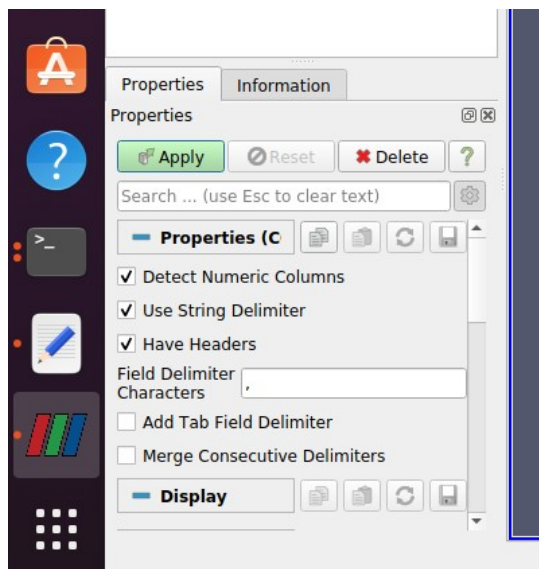 Properties Information
Properties
Apply Reset Delete ?
Search ... (use Esc to clear text)
Properties (C
Detect Numeric Columns
Use String Delimiter
Have Headers
Field Delimiter
Characters ,
Add Tab Field Delimiter
Merge Consecutive Delimiters
Display
A
?
>_